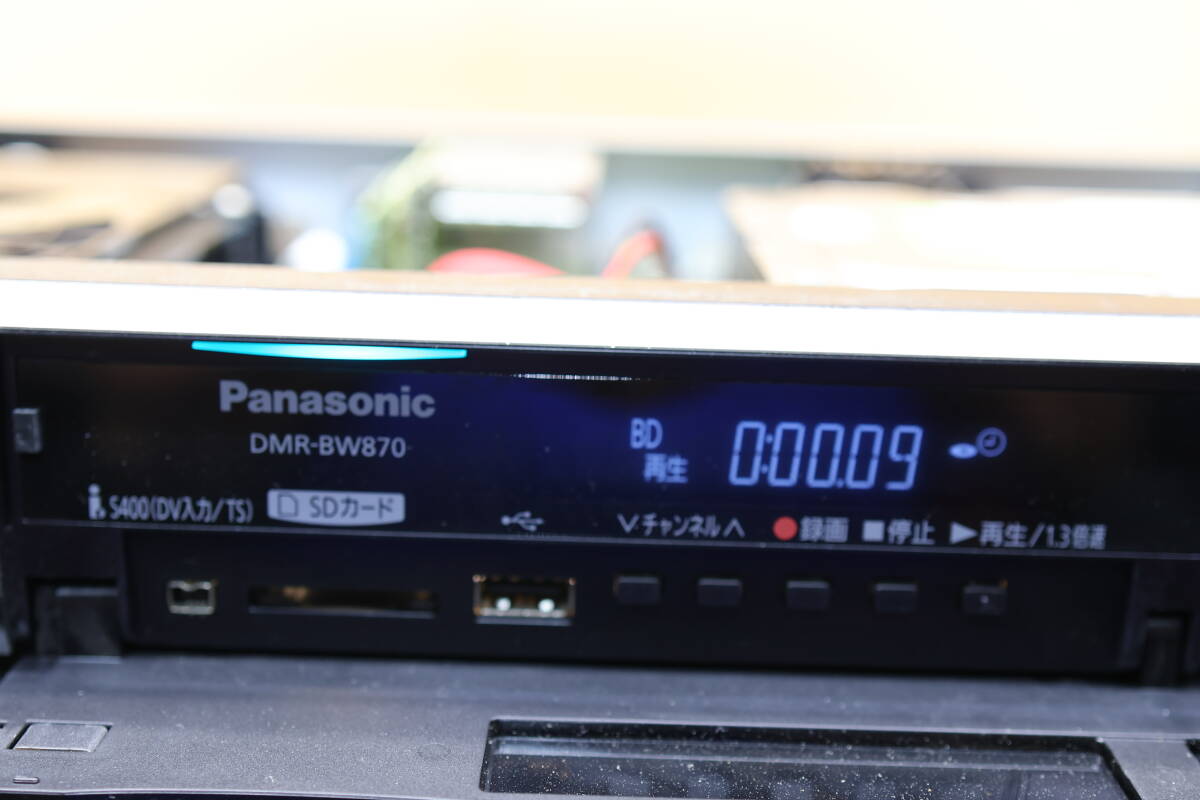 Panasonic
DMR-BW870
BD
再生
0:00.09
i. S400(DV入力/TS)
SDカード
∨チャンネル∧
●録画
■停止
▶再生/1.3倍速